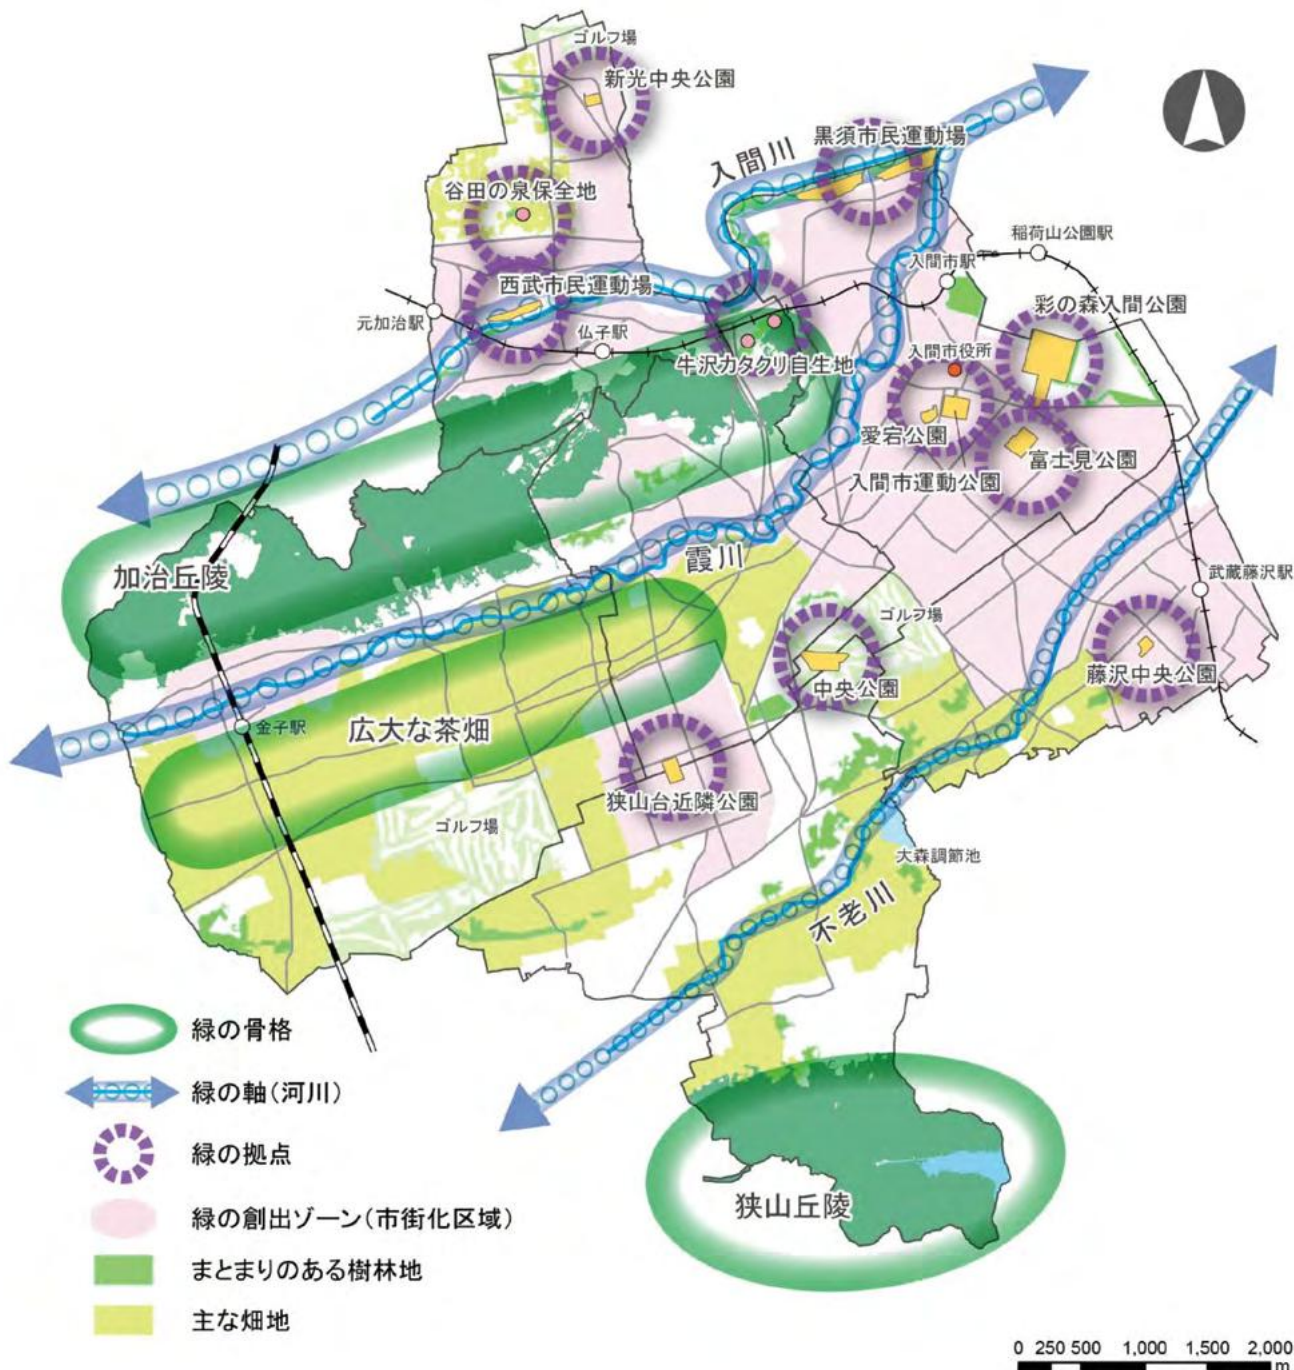 ゴルフ場
新光中央公園
入間川
黒須市民運動場
谷田の泉保全地
稲荷山公園駅
入間市駅
西武市民運動場
彩の森入間公園
元加治駅
仏子駅
入間市役所
牛沢カタクリ自生地
愛宕公園
富士見公園
入間市運動公園
霞川
加治丘陵
武蔵藤沢駅
ゴルフ場
藤沢中央公園
中央公園
金子駅
広大な茶畑
狭山台近隣公園
ゴルフ場
大森調節池
不老川
緑の骨格
緑の軸(河川)
緑の拠点
狭山丘陵
緑の創出ゾーン(市街化区域)
まとまりのある樹林地
主な畑地
0 250 500 1,000 1,500 2,000
m